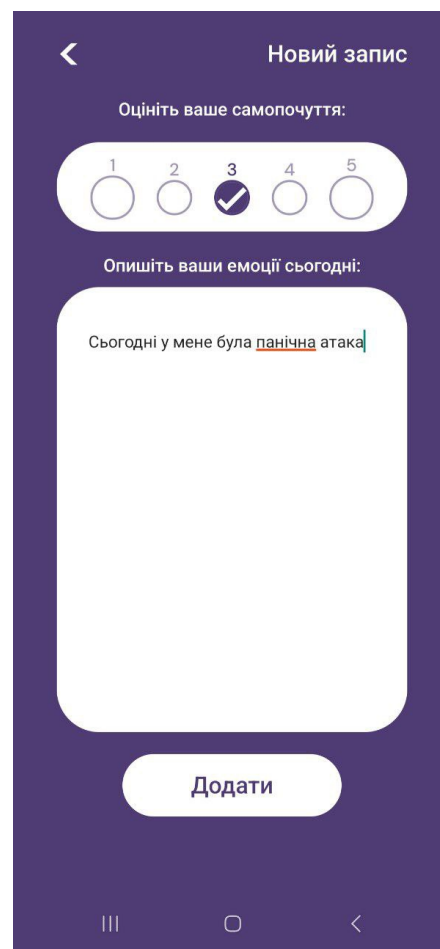 Новий запис
Оцініть ваше самопочуття:
1 2 3 4 5
Опишіть ваши емоції сьогодні:
Сьогодні у мене була панічна атака
Додати